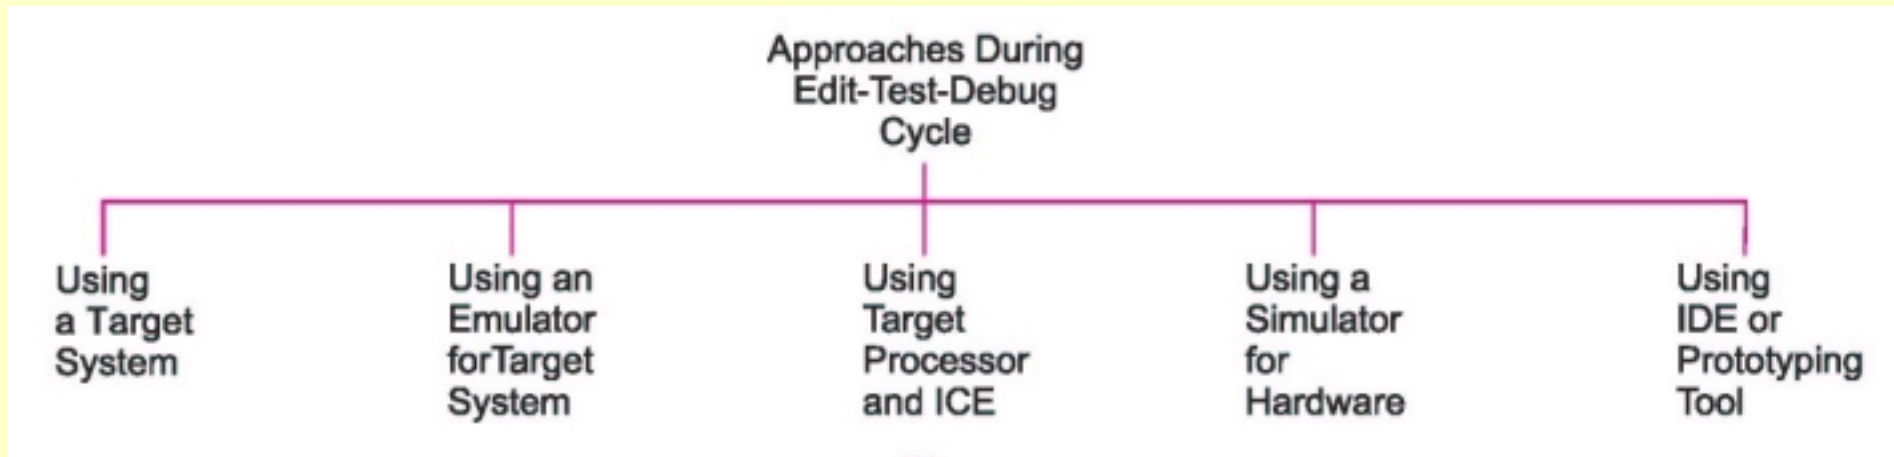 Approaches During
Edit-Test-Debug
Cycle
Using
a Target
System
Using an
Emulator
forTarget
System
Using
Target
Processor
and ICE
Using a
Simulator
for
Hardware
Using
IDE or
Prototyping
Tool